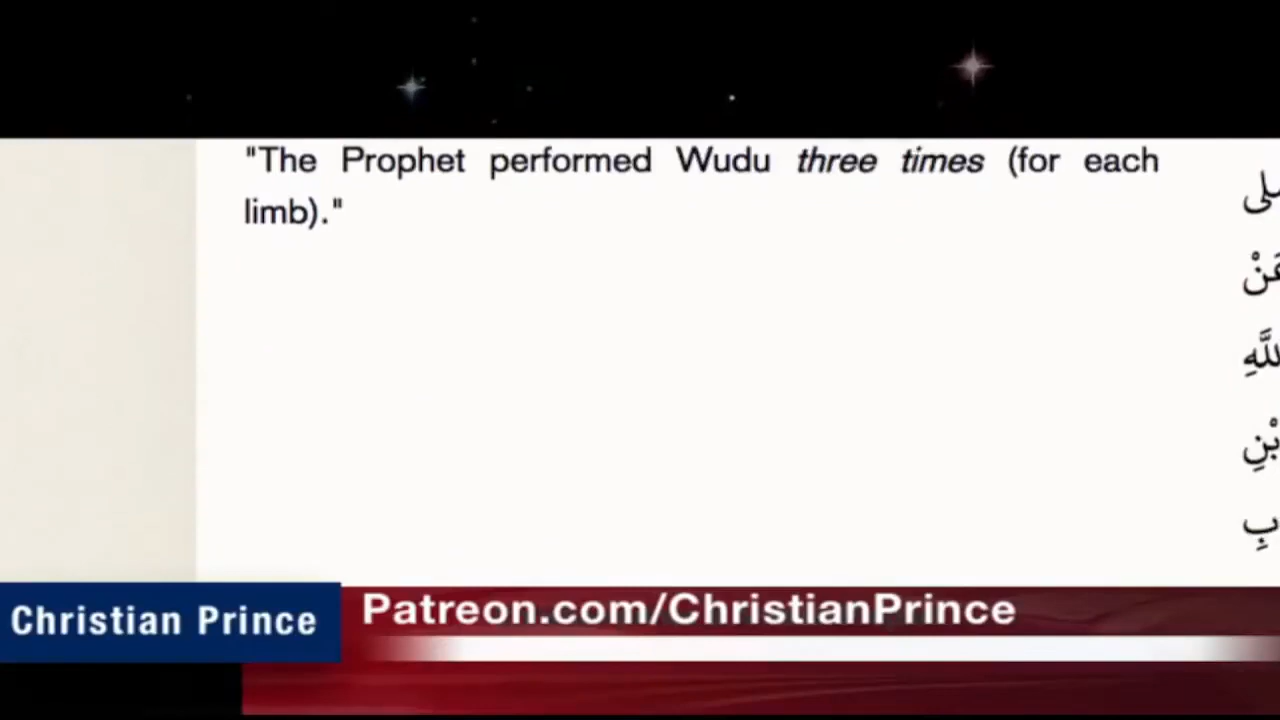 "The Prophet performed Wudu three times (for each
limb)."
عَنْ
Christian Prince
Patreon.com/ChristianPrince